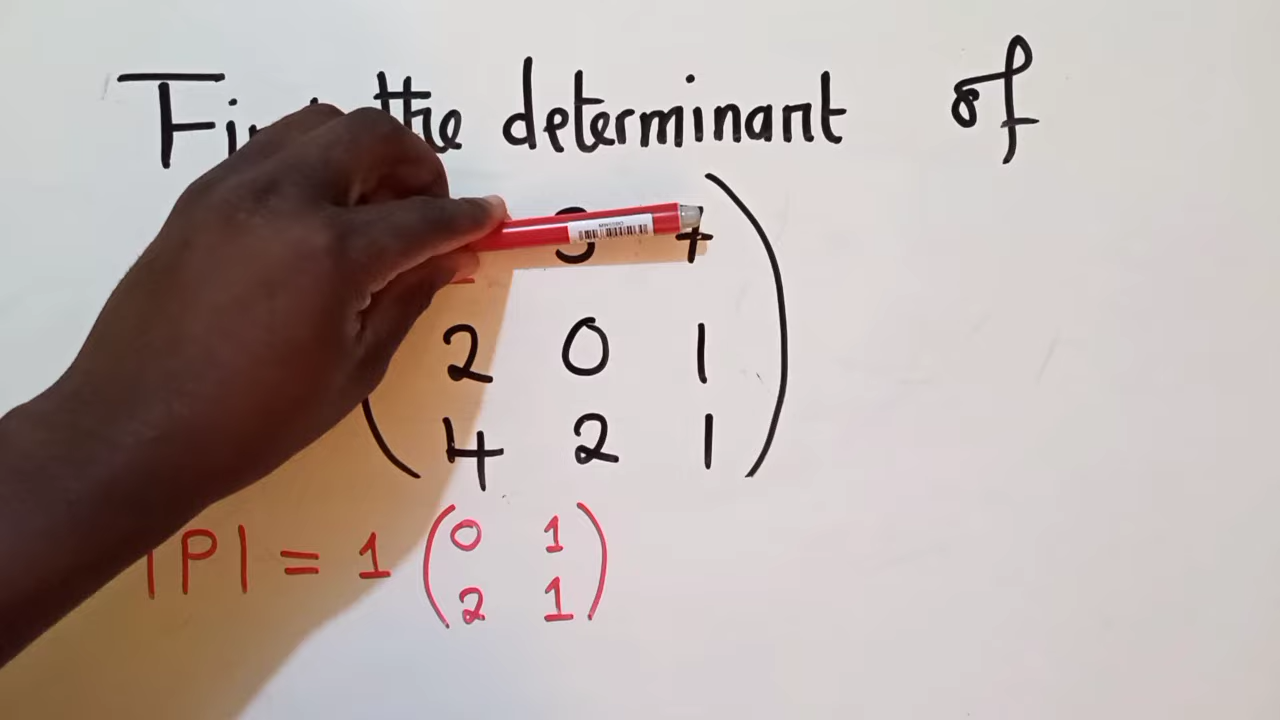 the determinant of
2 0 1
4 2 1
|P| = 1 (0 1
2 1)